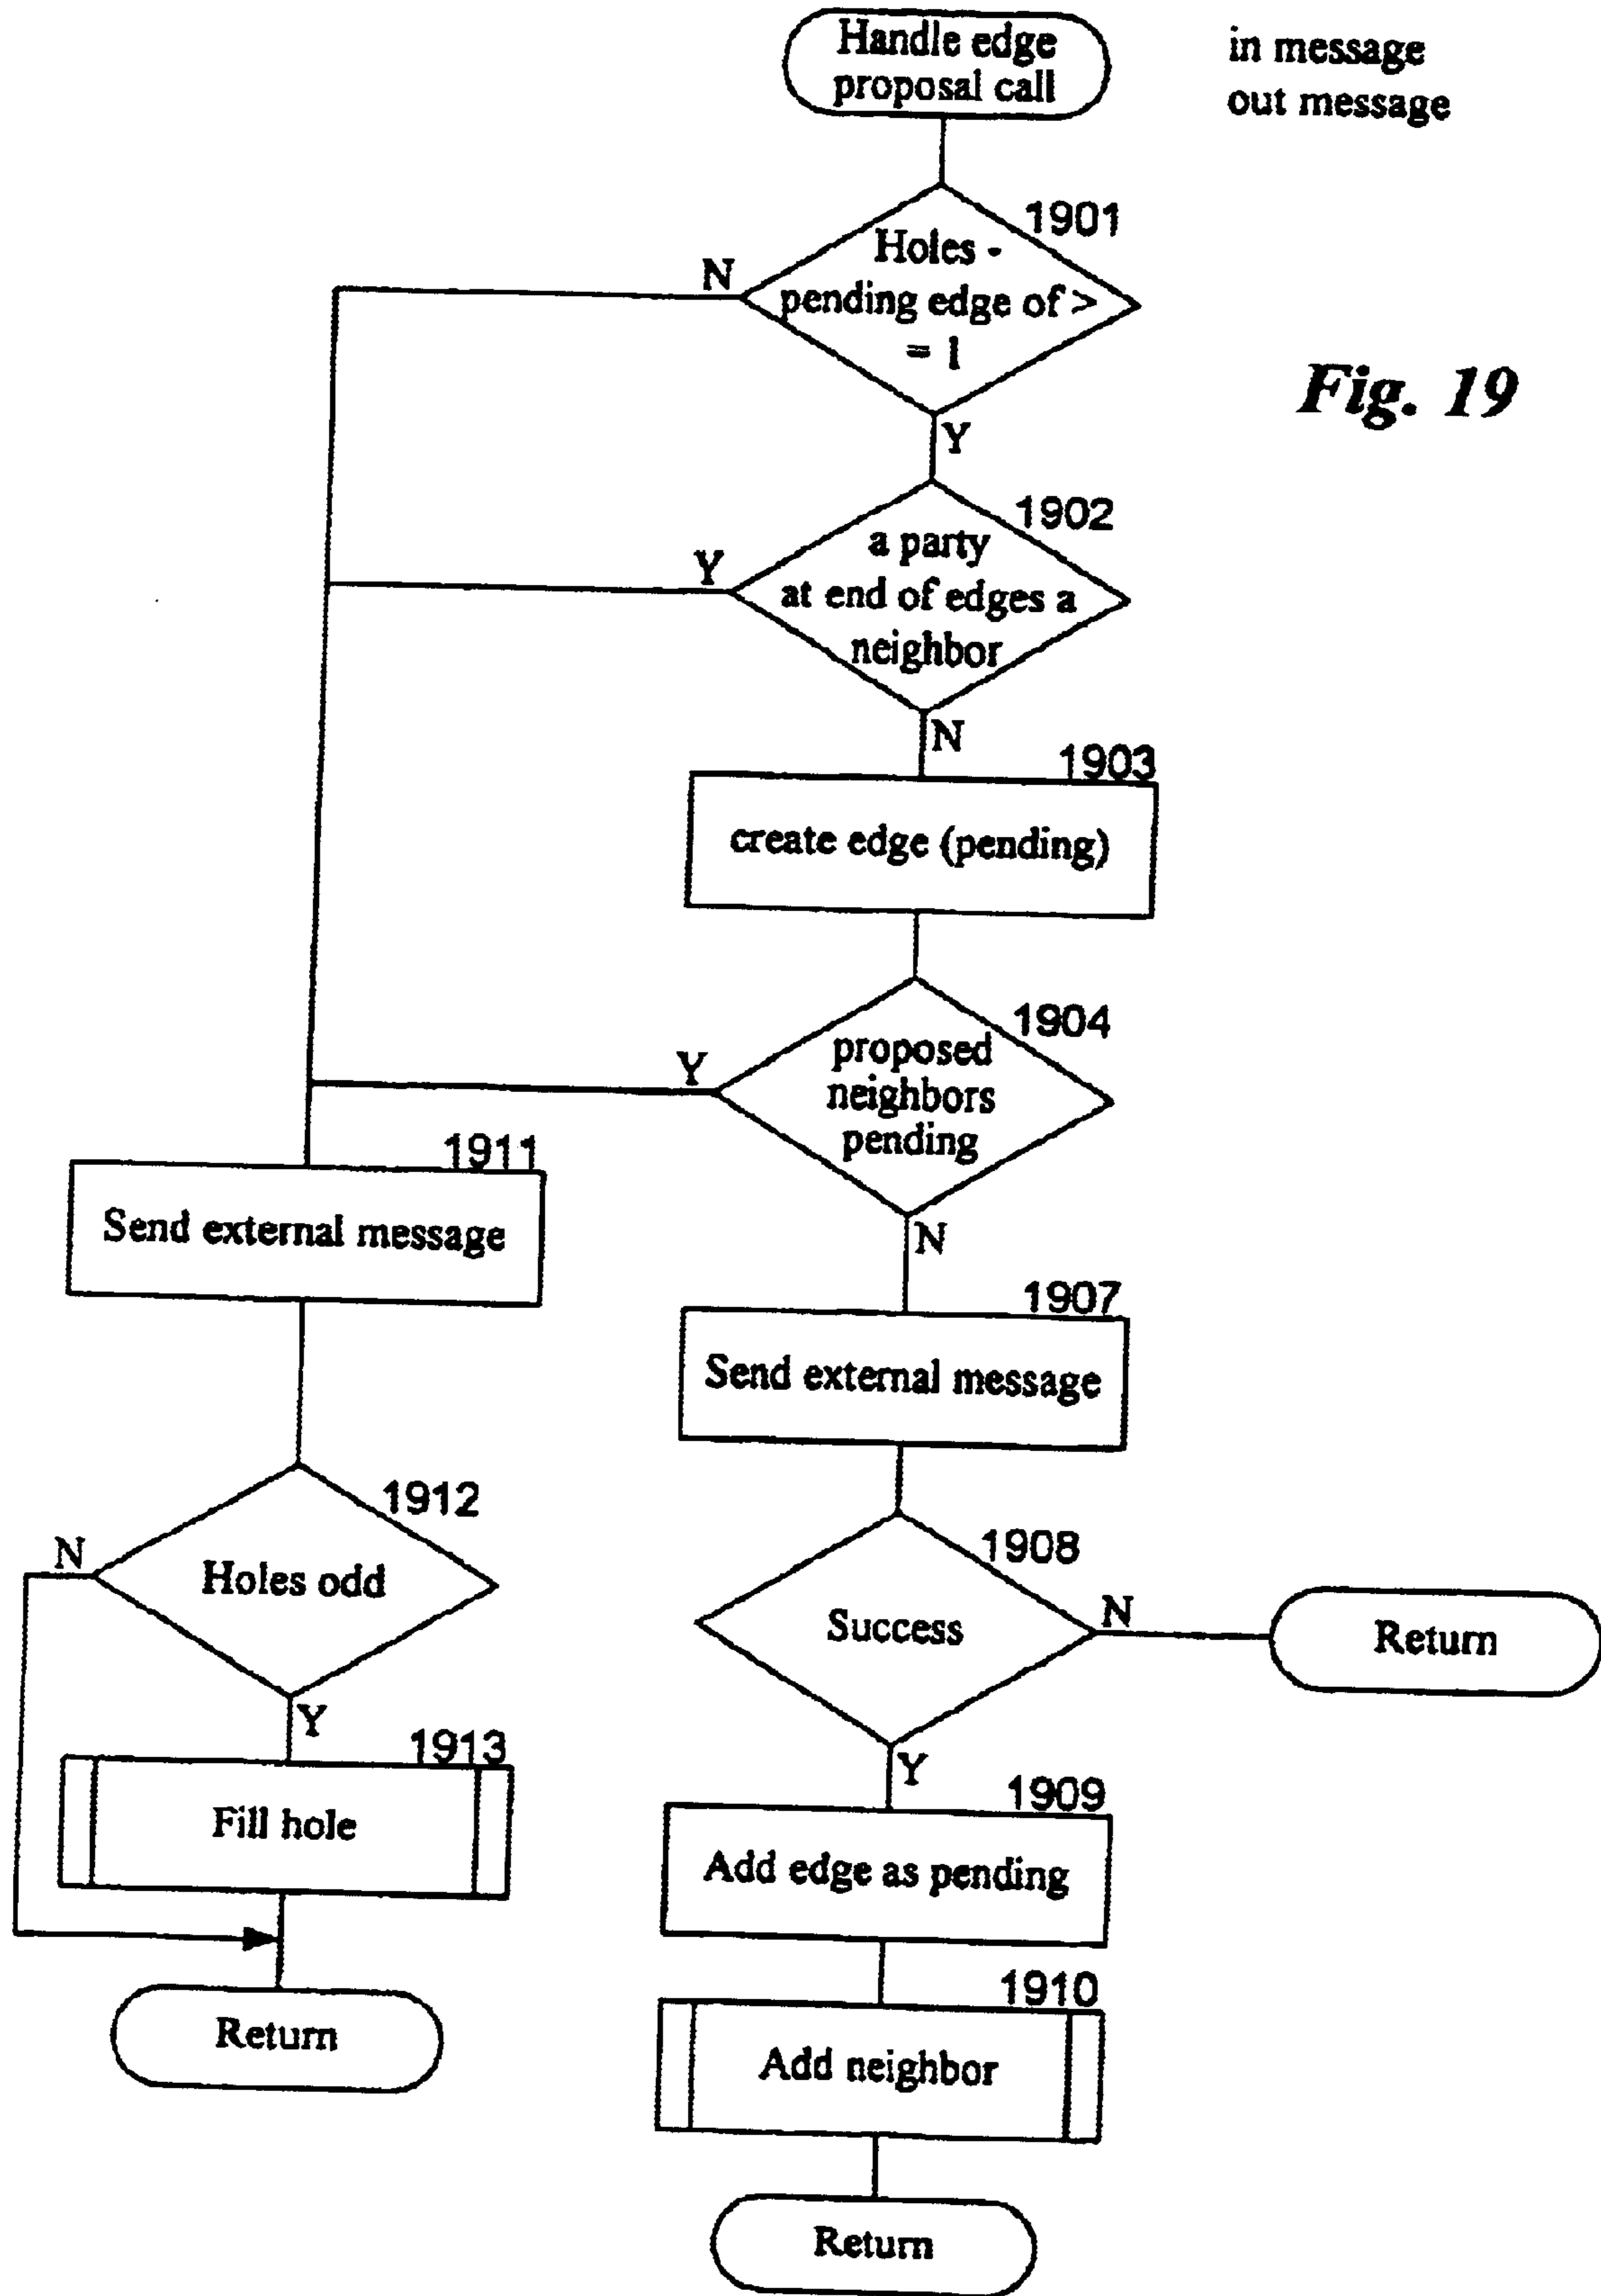 Handle edge
proposal call
in message
out message
1901
Holes -
pending edge of >
= 1
N
Y
Fig. 19
1902
a party
at end of edges a
neighbor
Y
N
1903
create edge (pending)
1904
proposed
neighbors
pending
Y
N
1911
Send external message
1907
Send external message
1912
Holes odd
N
Y
1908
Success
N
Return
Y
1913
Fill hole
1909
Add edge as pending
1910
Add neighbor
Return
Return